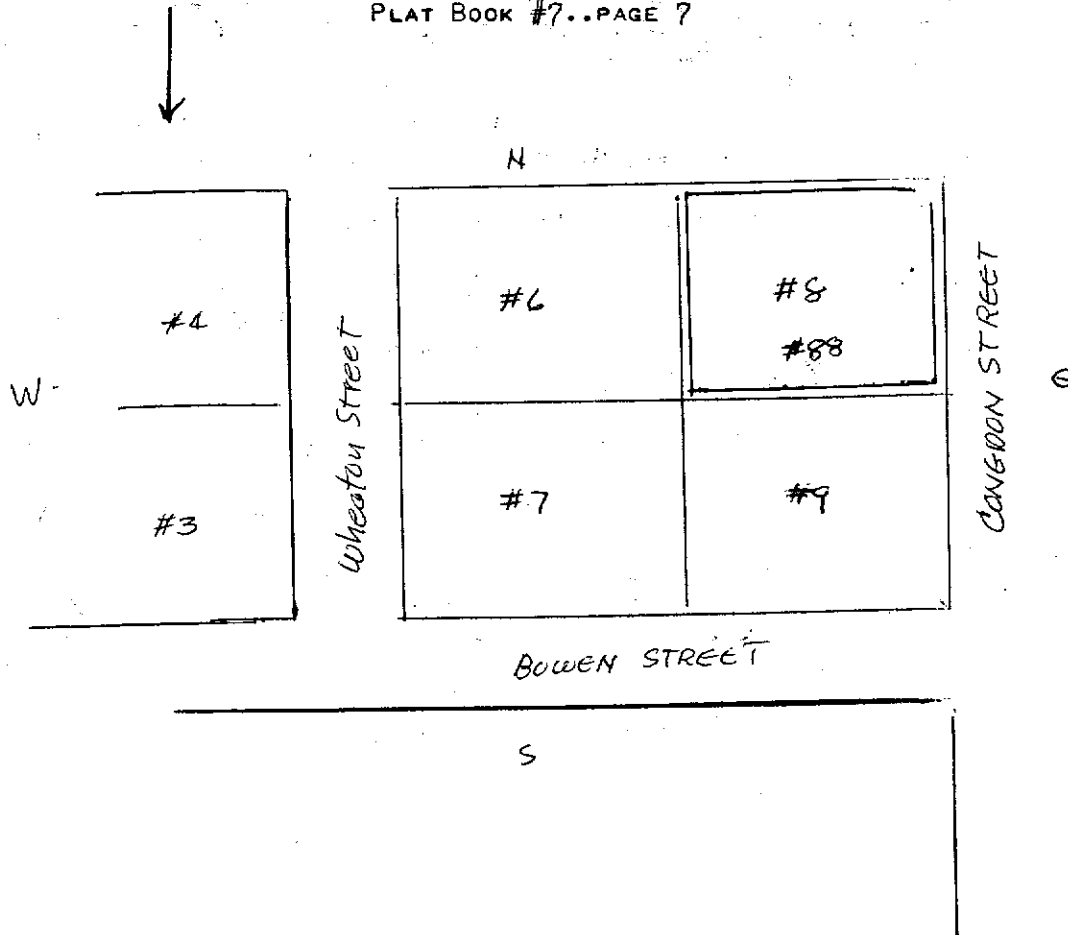 PLAT BOOK #7..PAGE 7
N
#6
#8
#88
#4
W
Wheaton Street
CONGDON STREET
#3
#7
#9
BOWEN STREET
S